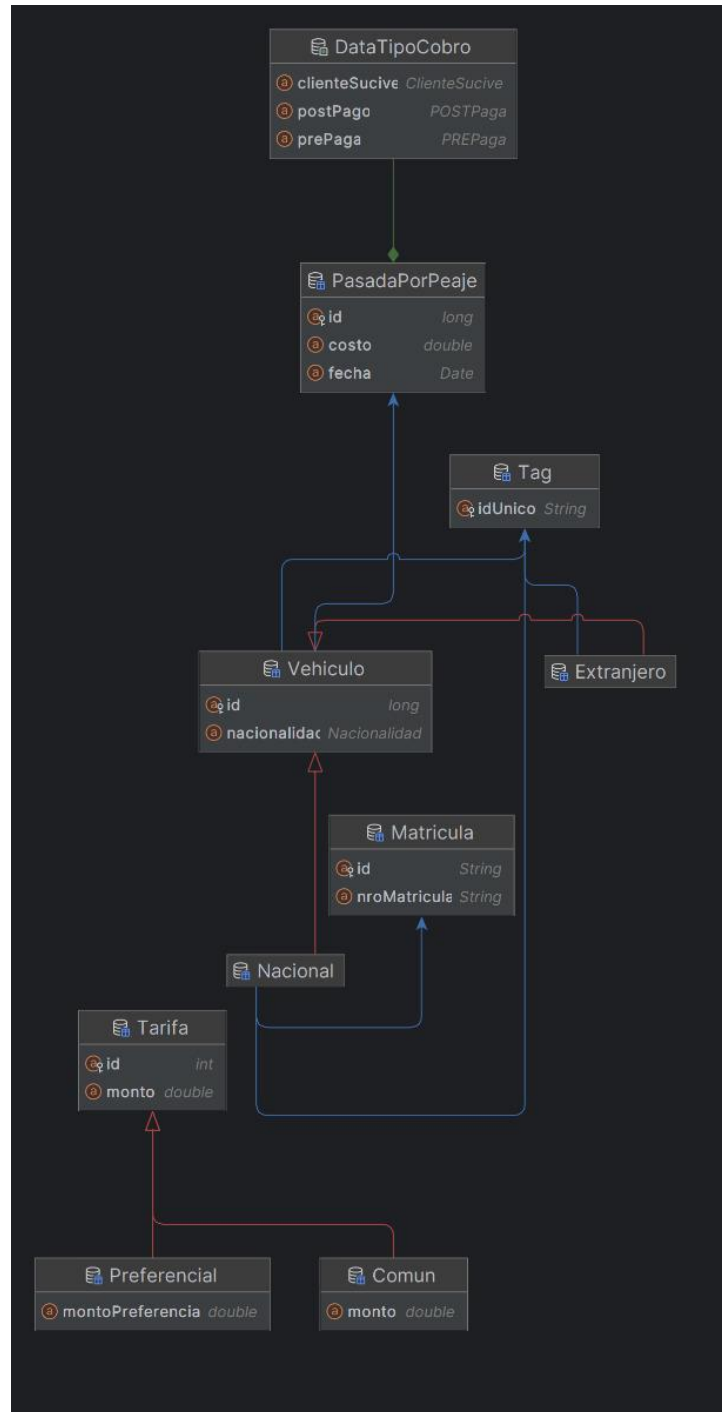 DataTipoCobro
clienteSucive ClienteSucive
postPago POSTPaga
prePaga PREPaga
PasadaPorPeaje
id long
costo double
fecha Date
Tag
idUnico String
Vehiculo
id long
nacionalidac Nacionalidad
Extranjero
Matricula
id String
nroMatricula String
Nacional
Tarifa
id int
monto double
Preferencial
montoPreferencia double
Comun
monto double